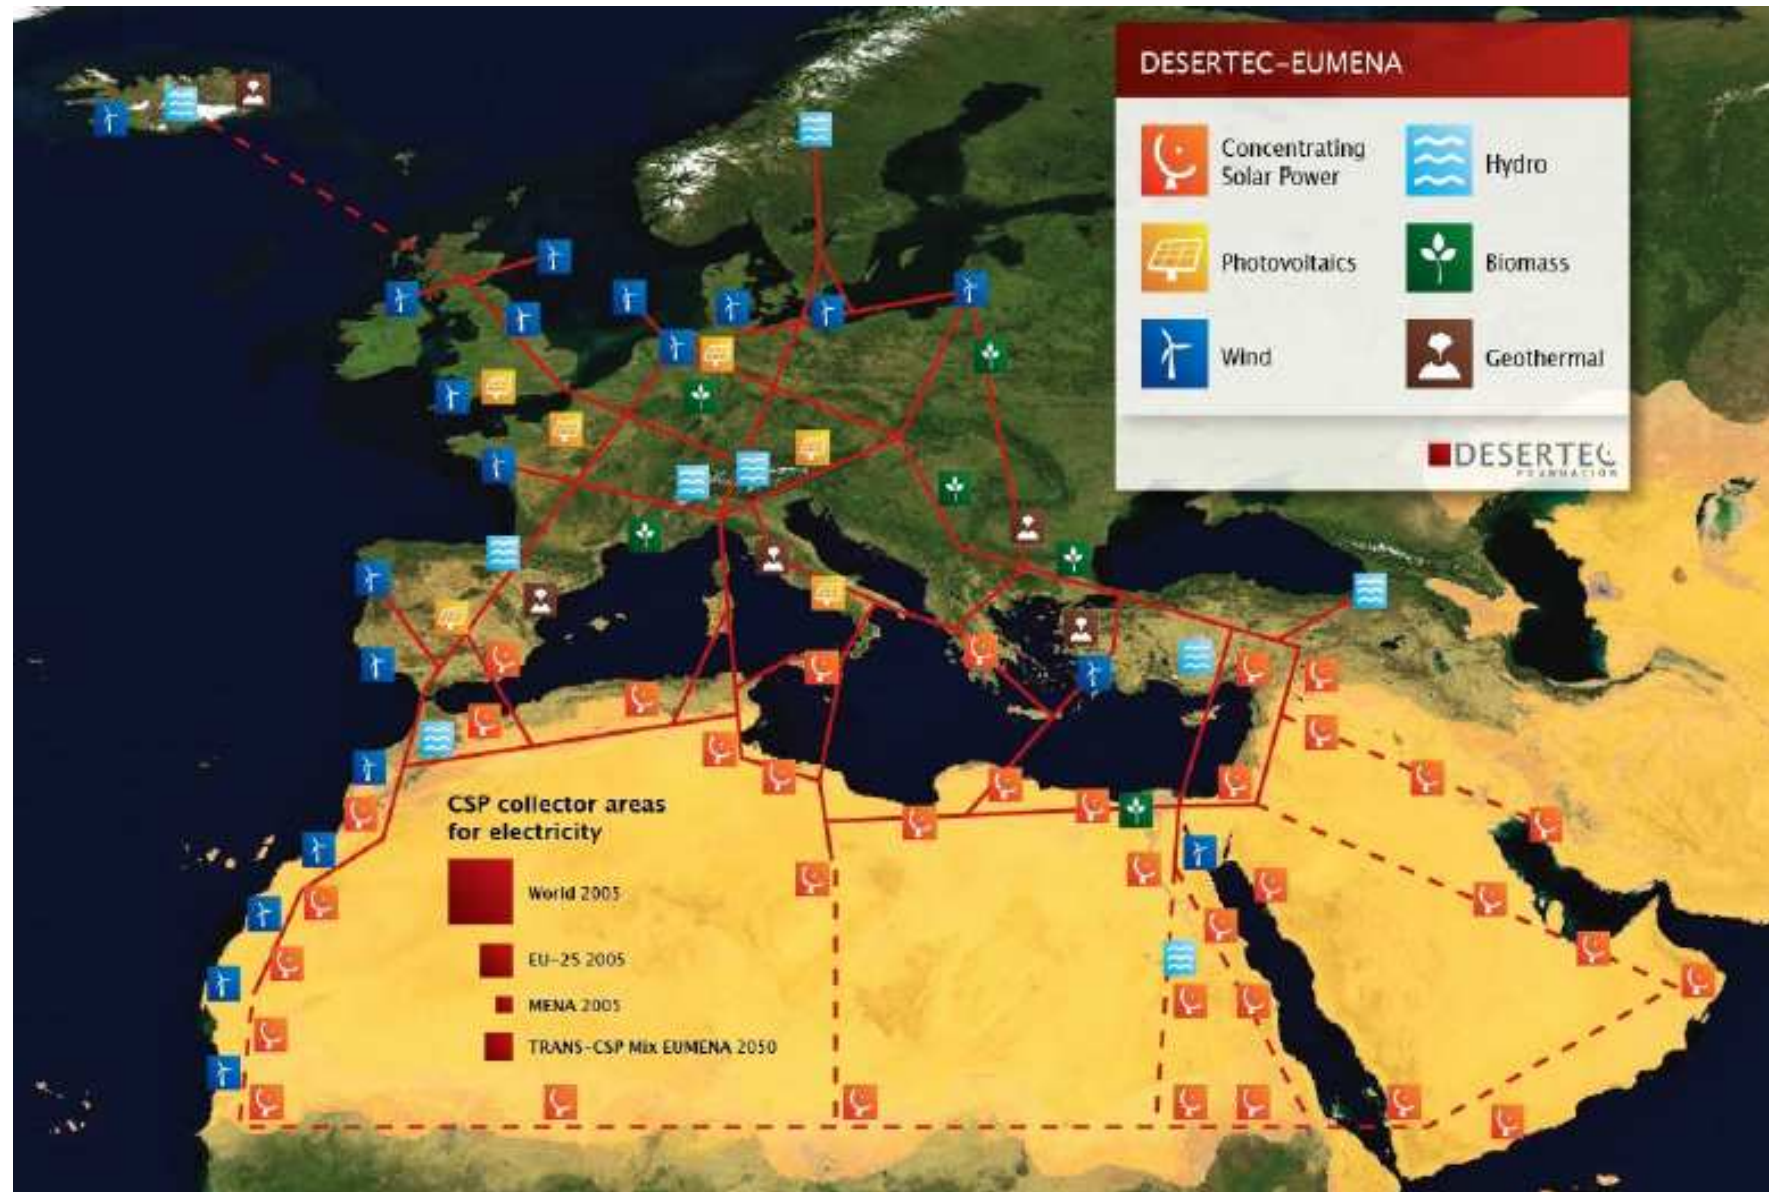 DESERTEC-EUMENA
Concentrating
Solar Power
Hydro
Photovoltaics
Biomass
Wind
Geothermal
DESERTEC
FOUNDATION
CSP collector areas
for electricity
World 2005
EU-25 2005
MENA 2005
TRANS-CSP Mix EUMENA 2050